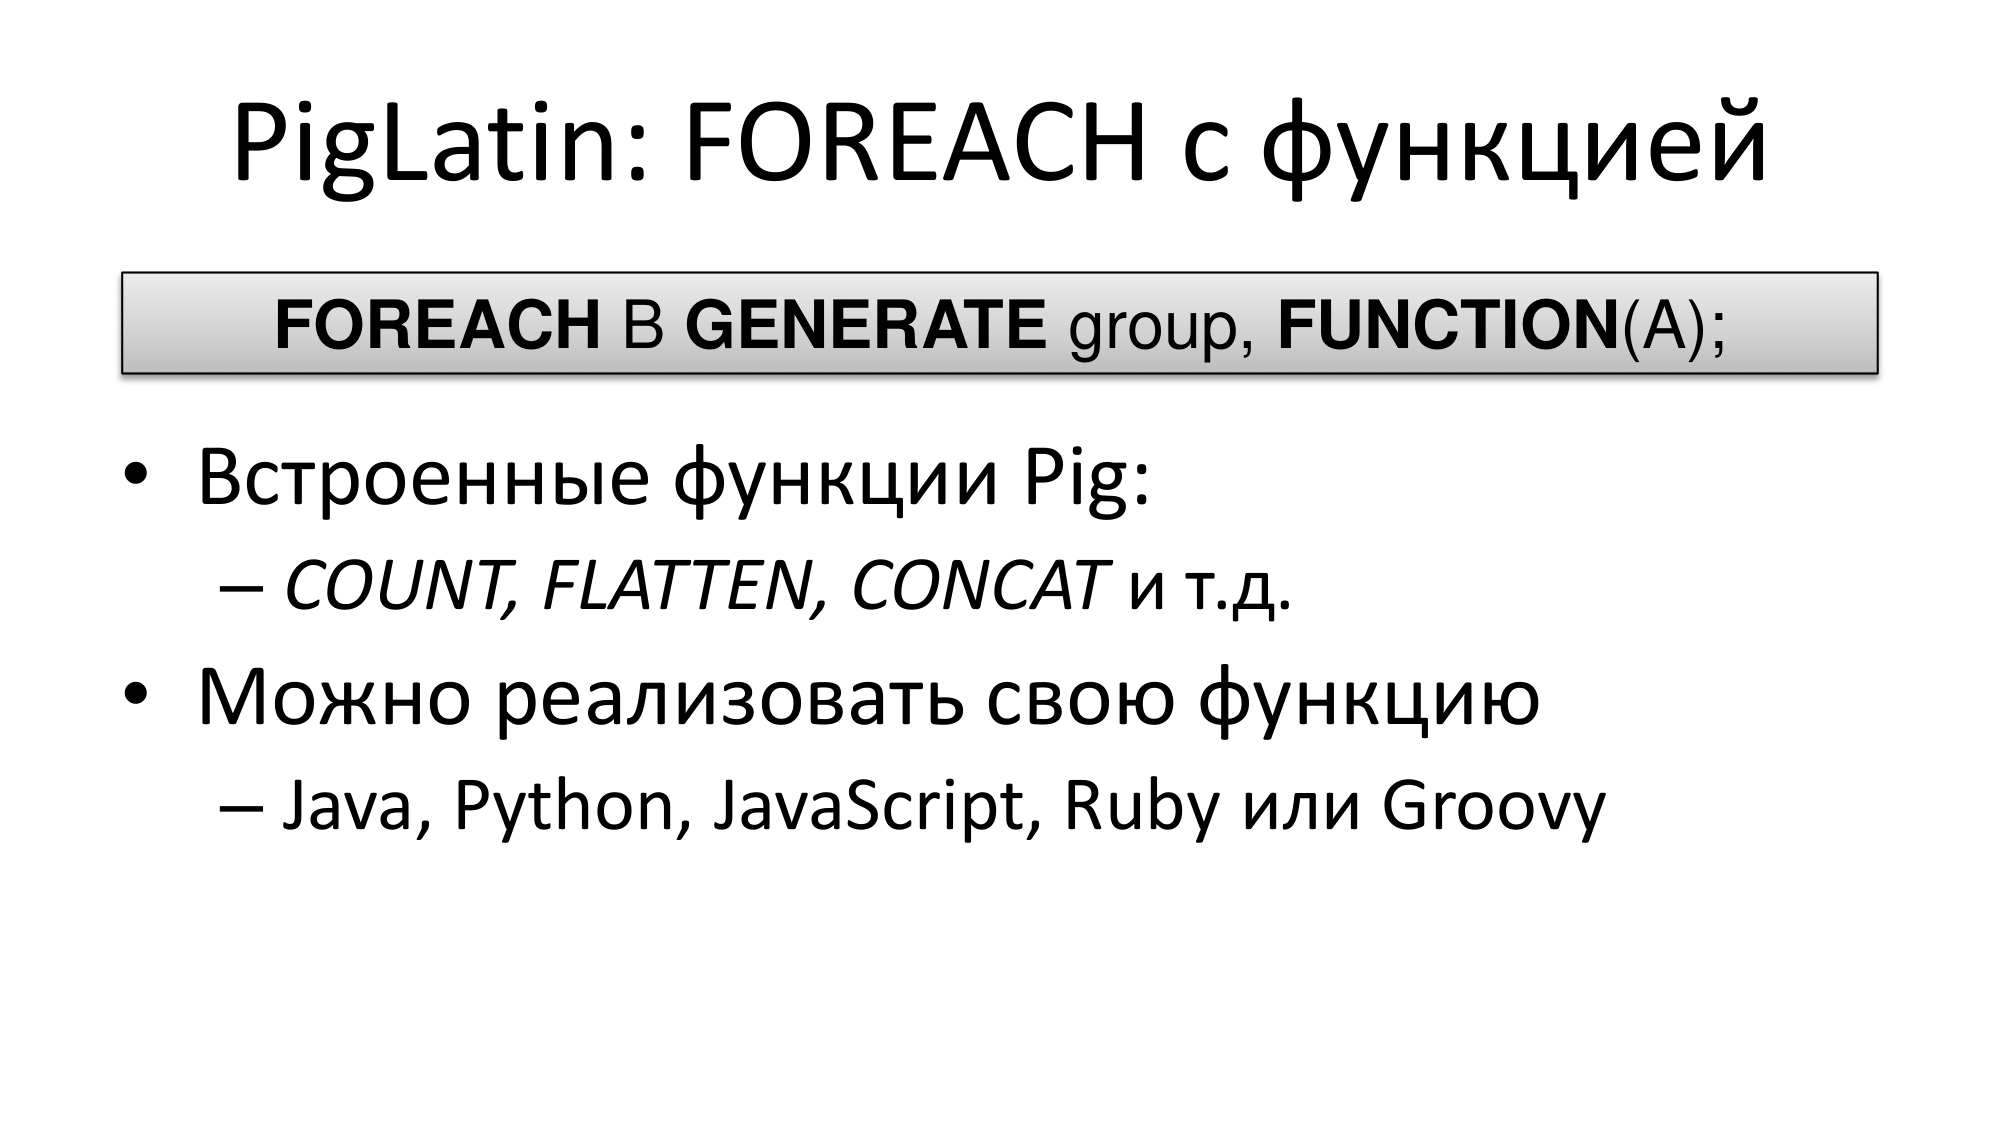 PigLatin: FOREACH с функцией
FOREACH B GENERATE group, FUNCTION(A);
• Встроенные функции Pig:
– COUNT, FLATTEN, CONCAT и т.д.
• Можно реализовать свою функцию
– Java, Python, JavaScript, Ruby или Groovy